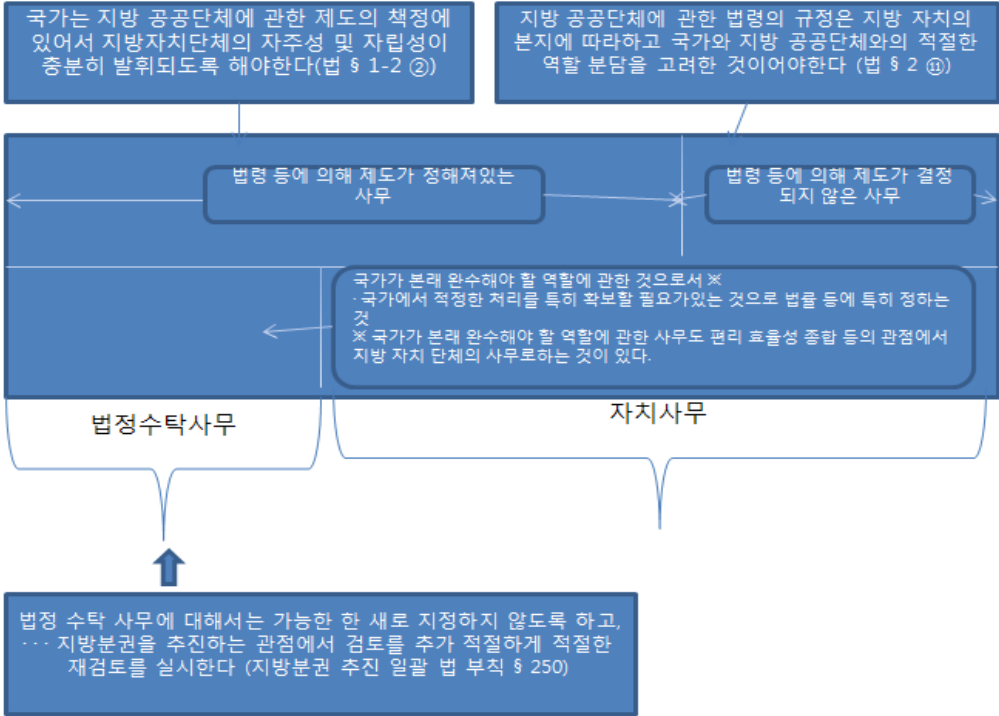 국가는 지방 공공단체에 관한 제도의 책정에
있어서 지방자치단체의 자주성 및 자립성이
충분히 발휘되도록 해야한다(법 § 1-2 ②)
지방 공공단체에 관한 법령의 규정은 지방 자치의
본지에 따라하고 국가와 지방 공공단체와의 적절한
역할 분담을 고려한 것이어야한다 (법 § 2 ⑪)
법령 등에 의해 제도가 정해져있는
사무
법령 등에 의해 제도가 결정
되지 않은 사무
국가가 본래 완수해야 할 역할에 관한 것으로서 ※
· 국가에서 적정한 처리를 특히 확보할 필요가있는 것으로 법률 등에 특히 정하는
것
※ 국가가 본래 완수해야 할 역할에 관한 사무도 편리 효율성 종합 등의 관점에서
지방 자치 단체의 사무로하는 것이 있다.
법정수탁사무
자치사무
법정 수탁 사무에 대해서는 가능한 한 새로 지정하지 않도록 하고,
··· 지방분권을 추진하는 관점에서 검토를 추가 적절하게 적절한
재검토를 실시한다 (지방분권 추진 일괄 법 부칙 § 250)